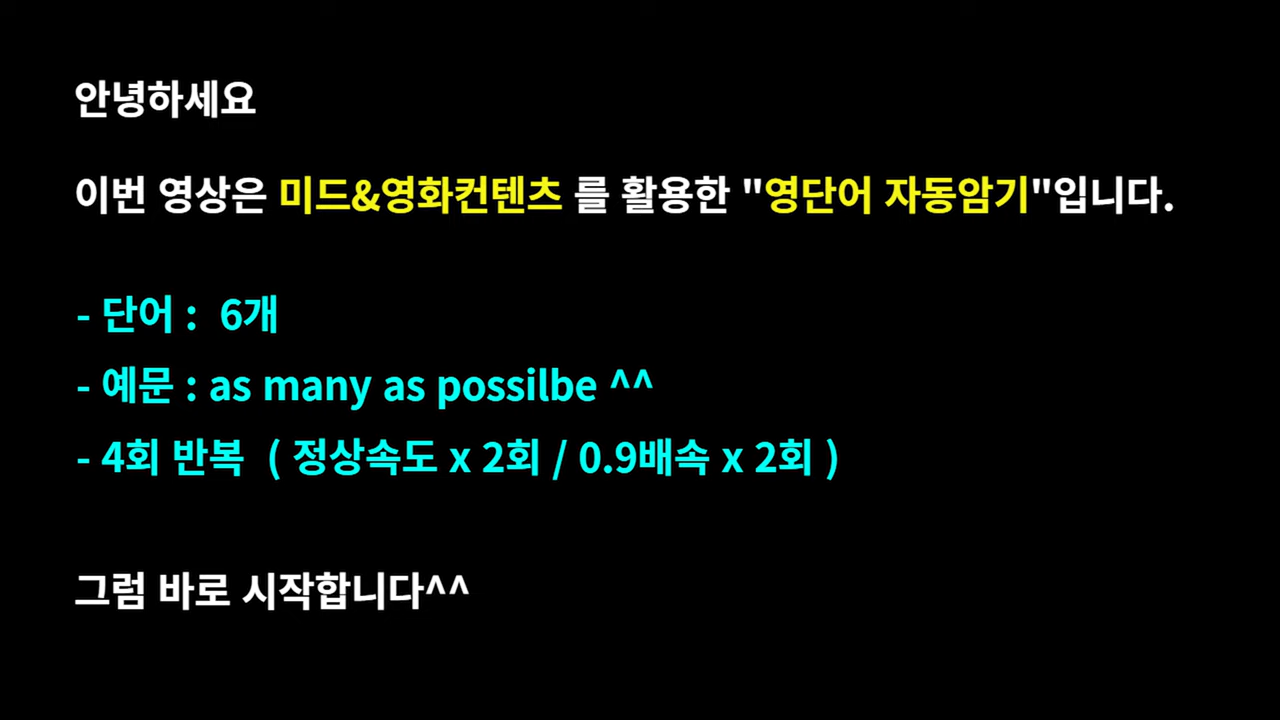 안녕하세요
이번 영상은 미드&영화컨텐츠 를 활용한 "영단어 자동암기"입니다.
- 단어 : 6개
- 예문 : as many as possilbe ^^
- 4회 반복 ( 정상속도 x 2회 / 0.9배속 x 2회 )
그럼 바로 시작합니다^^